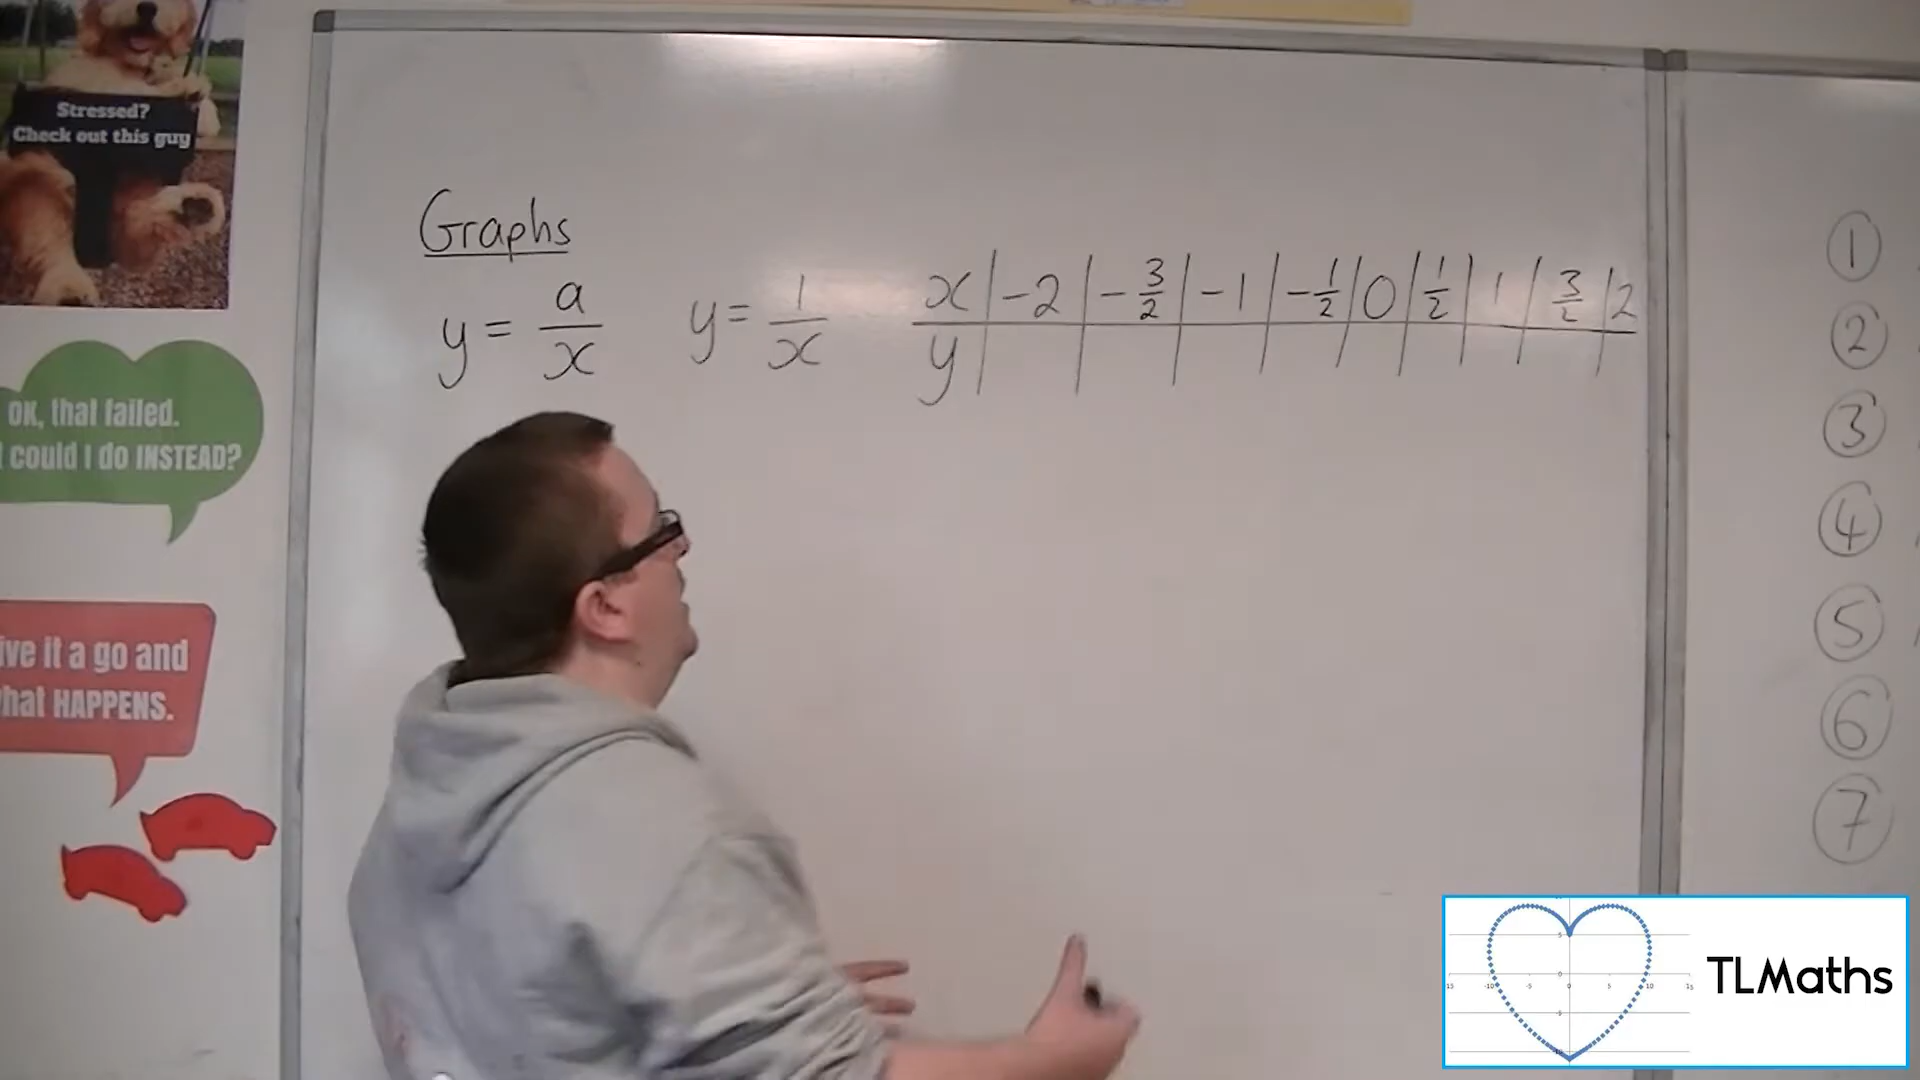 Stressed?
Check out this guy
OK, that failed.
could I do INSTEAD?
ive it a go and
hat HAPPENS.
Graphs
y = a/x
y = 1/x
x | -2 | -3/2 | -1 | -1/2 | 0 | 1/2 | 1 | 3/2 | 2
y
1
2
3
4
5
6
7
TLMaths